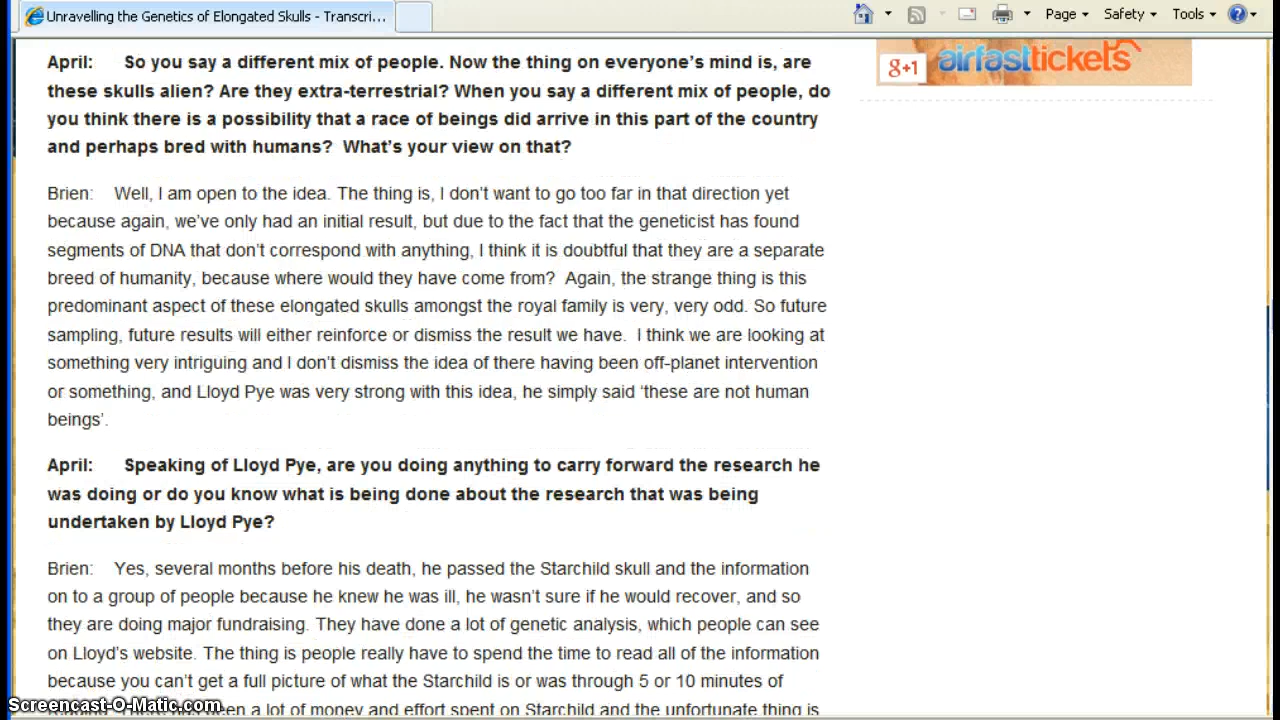 Unravelling the Genetics of Elongated Skulls - Transcri...
Page Safety Tools
April: So you say a different mix of people. Now the thing on everyone's mind is, are
these skulls alien? Are they extra-terrestrial? When you say a different mix of people, do
you think there is a possibility that a race of beings did arrive in this part of the country
and perhaps bred with humans? What's your view on that?
g+1
airfasttickets
Brien: Well, I am open to the idea. The thing is, I don't want to go too far in that direction yet
because again, we've only had an initial result, but due to the fact that the geneticist has found
segments of DNA that don't correspond with anything, I think it is doubtful that they are a separate
breed of humanity, because where would they have come from? Again, the strange thing is this
predominant aspect of these elongated skulls amongst the royal family is very, very odd. So future
sampling, future results will either reinforce or dismiss the result we have. I think we are looking at
something very intriguing and I don't dismiss the idea of there having been off-planet intervention
or something, and Lloyd Pye was very strong with this idea, he simply said 'these are not human
beings'.
April: Speaking of Lloyd Pye, are you doing anything to carry forward the research he
was doing or do you know what is being done about the research that was being
undertaken by Lloyd Pye?
Brien: Yes, several months before his death, he passed the Starchild skull and the information
on to a group of people because he knew he was ill, he wasn't sure if he would recover, and so
they are doing major fundraising. They have done a lot of genetic analysis, which people can see
on Lloyd's website. The thing is people really have to spend the time to read all of the information
because you can't get a full picture of what the Starchild is or was through 5 or 10 minutes of
a lot of money and effort spent on Starchild and the unfortunate thing is
Screencast-O-Matic.com